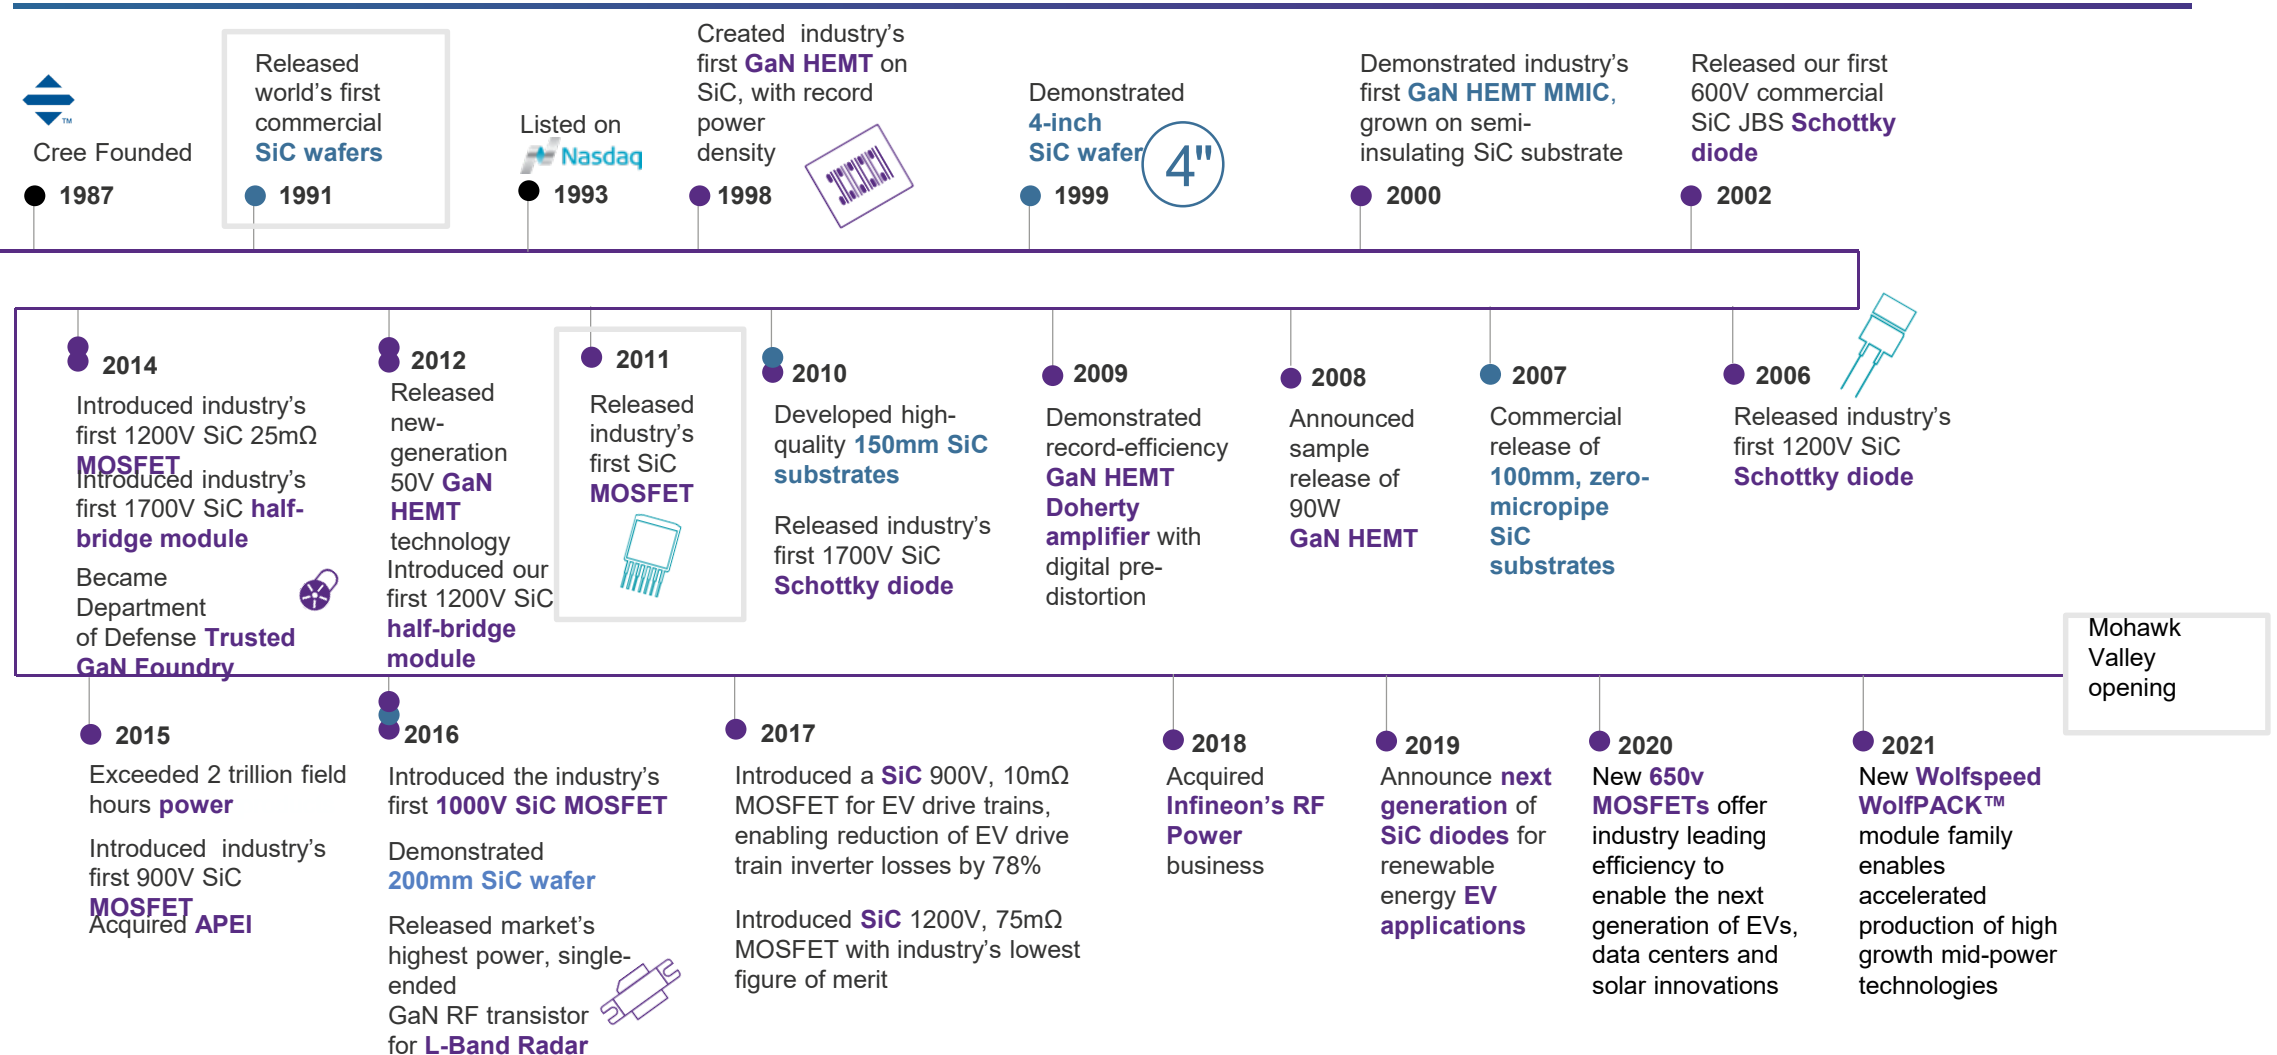 Cree Founded
TM
1987
Released
world's first
commercial
SiC wafers
1991
Listed on
Nasdaq
1993
Created industry's
first GaN HEMT on
SiC, with record
power
density
1998
Demonstrated
4-inch
SiC wafer
4"
1999
Demonstrated industry's
first GaN HEMT MMIC,
grown on semi-
insulating SiC substrate
2000
Released our first
600V commercial
SiC JBS Schottky
diode
2002
2014
Introduced industry's
first 1200V SiC 25mΩ
MOSFET
Introduced industry's
first 1700V SiC half-
bridge module
Became
Department
of Defense Trusted
GaN Foundry
2012
Released
new-
generation
50V GaN
HEMT
technology
Introduced our
first 1200V SiC
half-bridge
module
2011
Released
industry's
first SiC
MOSFET
2010
Developed high-
quality 150mm SiC
substrates
Released industry's
first 1700V SiC
Schottky diode
2009
Demonstrated
record-efficiency
GaN HEMT
Doherty
amplifier with
digital pre-
distortion
2008
Announced
sample
release of
90W
GaN HEMT
2007
Commercial
release of
100mm, zero-
micropipe
SiC
substrates
2006
Released industry's
first 1200V SiC
Schottky diode
Mohawk
Valley
opening
2015
Exceeded 2 trillion field
hours power
Introduced industry's
first 900V SiC
MOSFET
Acquired APEI
2016
Introduced the industry's
first 1000V SiC MOSFET
Demonstrated
200mm SiC wafer
Released market's
highest power, single-
ended
GaN RF transistor
for L-Band Radar
2017
Introduced a SiC 900V, 10mΩ
MOSFET for EV drive trains,
enabling reduction of EV drive
train inverter losses by 78%
Introduced SiC 1200V, 75mΩ
MOSFET with industry's lowest
figure of merit
2018
Acquired
Infineon's RF
Power
business
2019
Announce next
generation of
SiC diodes for
renewable
energy EV
applications
2020
New 650v
MOSFETs offer
industry leading
efficiency to
enable the next
generation of EVs,
data centers and
solar innovations
2021
New Wolfspeed
WolfPACK™
module family
enables
accelerated
production of high
growth mid-power
technologies